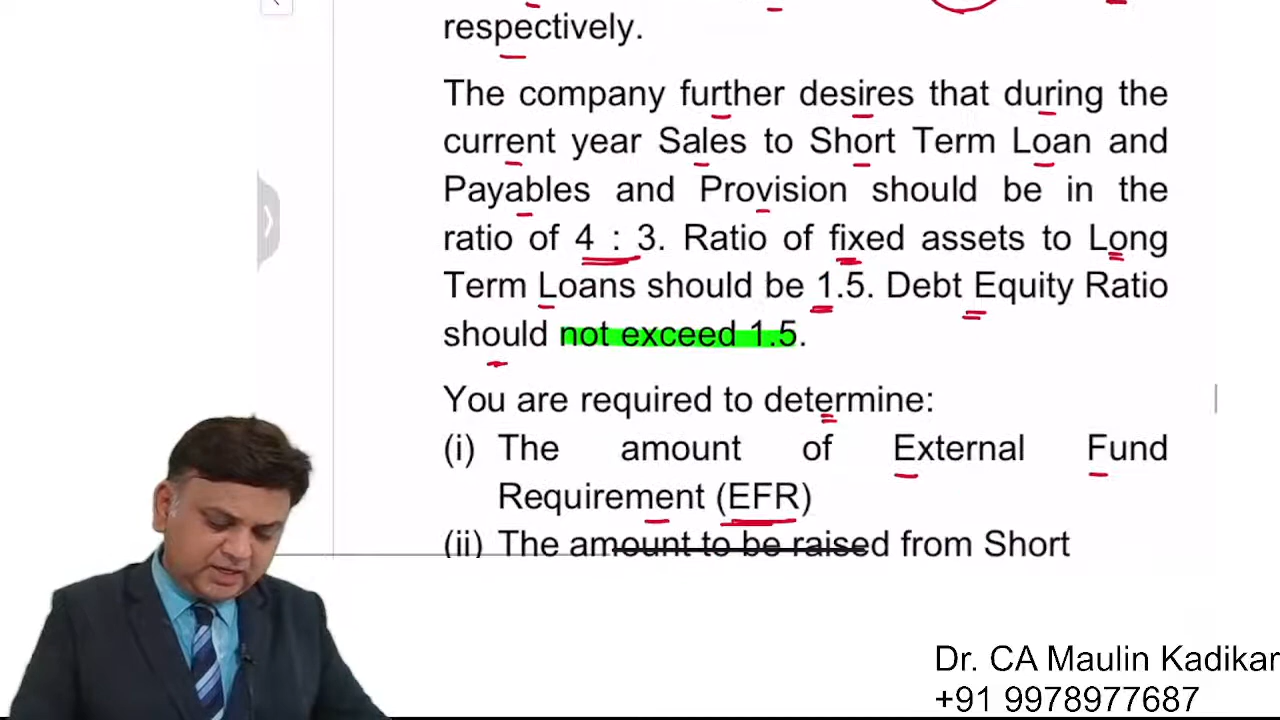 respectively.
The company further desires that during the
current year Sales to Short Term Loan and
Payables and Provision should be in the
ratio of 4 : 3. Ratio of fixed assets to Long
Term Loans should be 1.5. Debt Equity Ratio
should not exceed 1.5.
You are required to determine:
(i) The amount of External Fund
Requirement (EFR)
(ii) The amount to be raised from Short
Dr. CA Maulin Kadikar
+91 9978977687